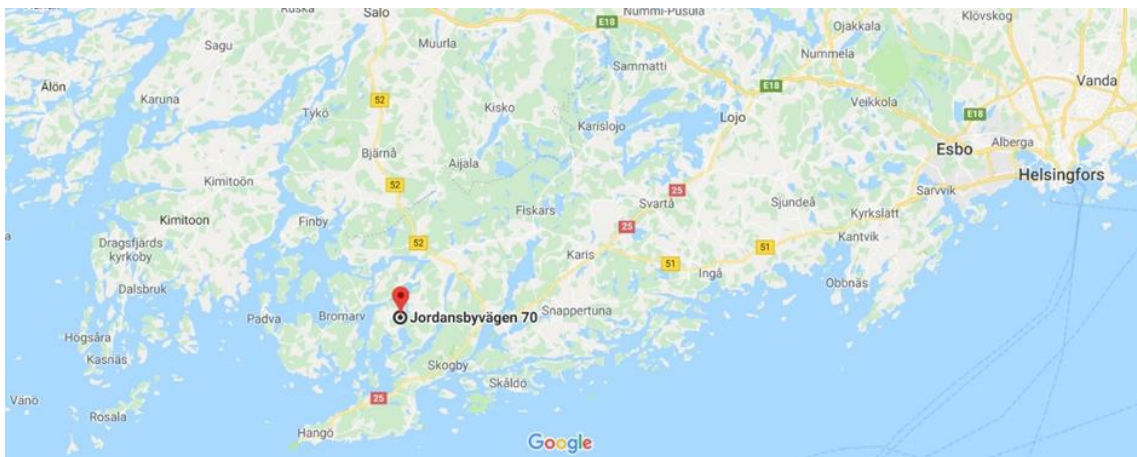 Ruska
Salo
Nummi-Pusula
E18
Klövskog
Sagu
Muurla
Ojakkala
Nummela
Sammatti
Vanda
Älön
Karuna
52
Kisko
E18
Veikkola
Tykö
Karislojo
Lojo
E18
Alberga
Esbo
Bjärnå
Aijala
Helsingfors
Kimitoön
52
25
Sarvvik
Svartå
Sjundeå
Kimitoon
Finby
Fiskars
Kyrkslätt
25
Kantvik
Dragsfjärds
kyrkoby
52
Karis
51
51
Ingå
Obbnäs
Dalsbruk
Padva
Bromarv
Jordansbyvägen 70
Snappertuna
Högsåra
Kasnäs
Skogby
Skåldö
Vänö
25
Rosala
Hangö
Google